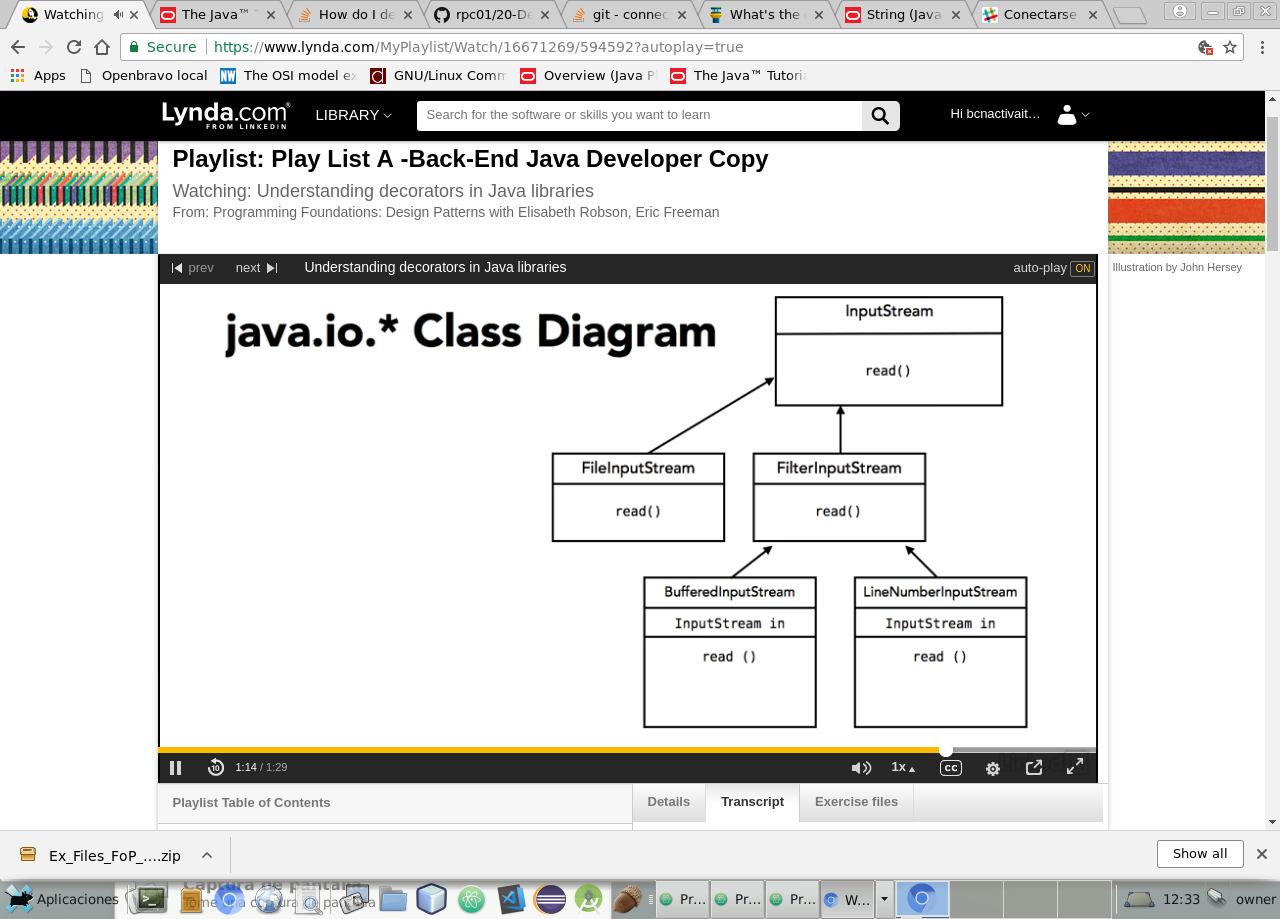 Watching
The Java™
How do I de
rpc01/20-De
git - connec
What's the
String (Java
Conectarse
Secure
https://www.lynda.com/MyPlaylist/Watch/16671269/594592?autoplay=true
Apps
Openbravo local
The OSI model ex
GNU/Linux Comm
Overview (Java P
The Java™ Tutoria
Lynda.com
FROM LINKEDIN
LIBRARY
Search for the software or skills you want to learn
Hi bcnactivait…
Playlist: Play List A -Back-End Java Developer Copy
Watching: Understanding decorators in Java libraries
From: Programming Foundations: Design Patterns with Elisabeth Robson, Eric Freeman
Illustration by John Hersey
prev
next
Understanding decorators in Java libraries
auto-play ON
java.io.* Class Diagram
InputStream
read()
FileInputStream
read()
FilterInputStream
read()
BufferedInputStream
InputStream in
read ()
LineNumberInputStream
InputStream in
read ()
10
1:14 / 1:29
1x
CC
Playlist Table of Contents
Details
Transcript
Exercise files
Ex_Files_FoP_....zip
Show all
Aplicaciones
Captura de pantalla
Tome una captura de pantalla
Pr...
Pr...
Pr...
W...
12:33
owner